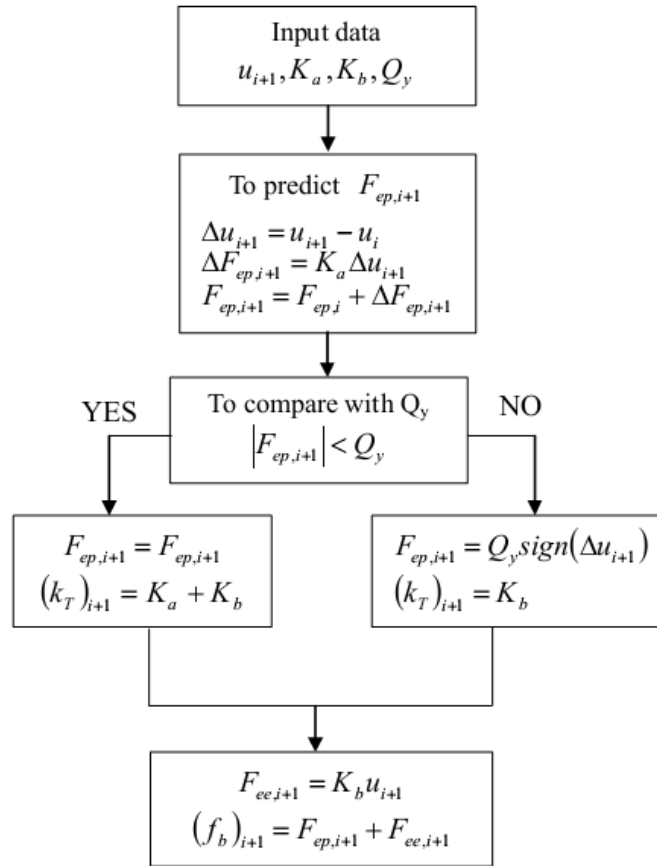 Input data
u_{i+1}, K_a, K_b, Q_y
To predict F_{ep,i+1}
Δu_{i+1} = u_{i+1} − u_i
ΔF_{ep,i+1} = K_a Δu_{i+1}
F_{ep,i+1} = F_{ep,i} + ΔF_{ep,i+1}
To compare with Q_y
|F_{ep,i+1}| < Q_y
YES
NO
F_{ep,i+1} = F_{ep,i+1}
(k_T)_{i+1} = K_a + K_b
F_{ep,i+1} = Q_y sign(Δu_{i+1})
(k_T)_{i+1} = K_b
F_{ee,i+1} = K_b u_{i+1}
(f_b)_{i+1} = F_{ep,i+1} + F_{ee,i+1}